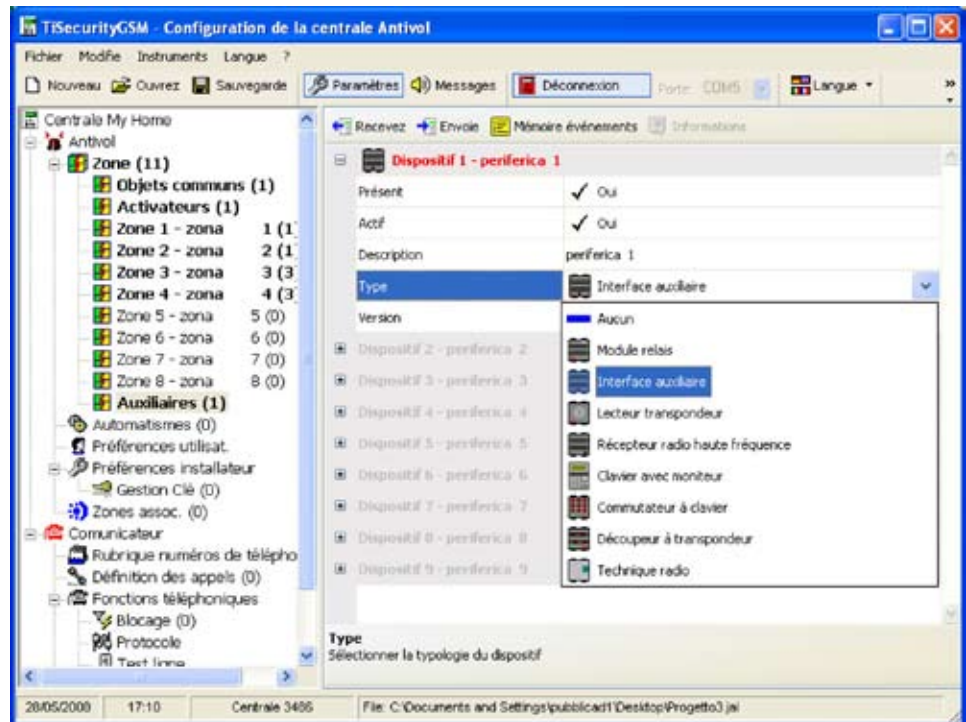 TiSecurityGSM - Configuration de la centrale Antivol
Fichier Modifie Instruments Langue ?
Nouveau Ouvrez Sauvegarde Paramètres Messages Déconnexion Porte: COM5 Langue »
Centrale My Home
Antivol
Zone (11)
Objets communs (1)
Activateurs (1)
Zone 1 - zona 1 (1
Zone 2 - zona 2 (1
Zone 3 - zona 3 (3
Zone 4 - zona 4 (3
Zone 5 - zona 5 (0)
Zone 6 - zona 6 (0)
Zone 7 - zona 7 (0)
Zone 8 - zona 8 (0)
Auxiliaires (1)
Automatismes (0)
Préférences utilisat.
Préférences installateur
Gestion Clè (0)
Zones assoc. (0)
Comunicateur
Rubrique numéros de télépho
Définition des appels (0)
Fonctions téléphoniques
Blocage (0)
Protocole
Test ligne
Recevez Envoie Mémoire événements Informations
Dispositif 1 - periferica 1
Présent Oui
Actif Oui
Description periferica 1
Type Interface auxiliaire
Version
Aucun
Module relais
Interface auxiliaire
Lecteur transpondeur
Récepteur radio haute fréquence
Clavier avec moniteur
Commutateur à clavier
Découpeur à transpondeur
Technique radio
Dispositif 2 - periferica 2
Dispositif 3 - periferica 3
Dispositif 4 - periferica 4
Dispositif 5 - periferica 5
Dispositif 6 - periferica 6
Dispositif 7 - periferica 7
Dispositif 8 - periferica 8
Dispositif 9 - periferica 9
Type
Sélectionner la typologie du dispositif
28/05/2008 17:10 Centrale 3486 File: C:\Documents and Settings\pubblicad1\Desktop\Progetto3.jai